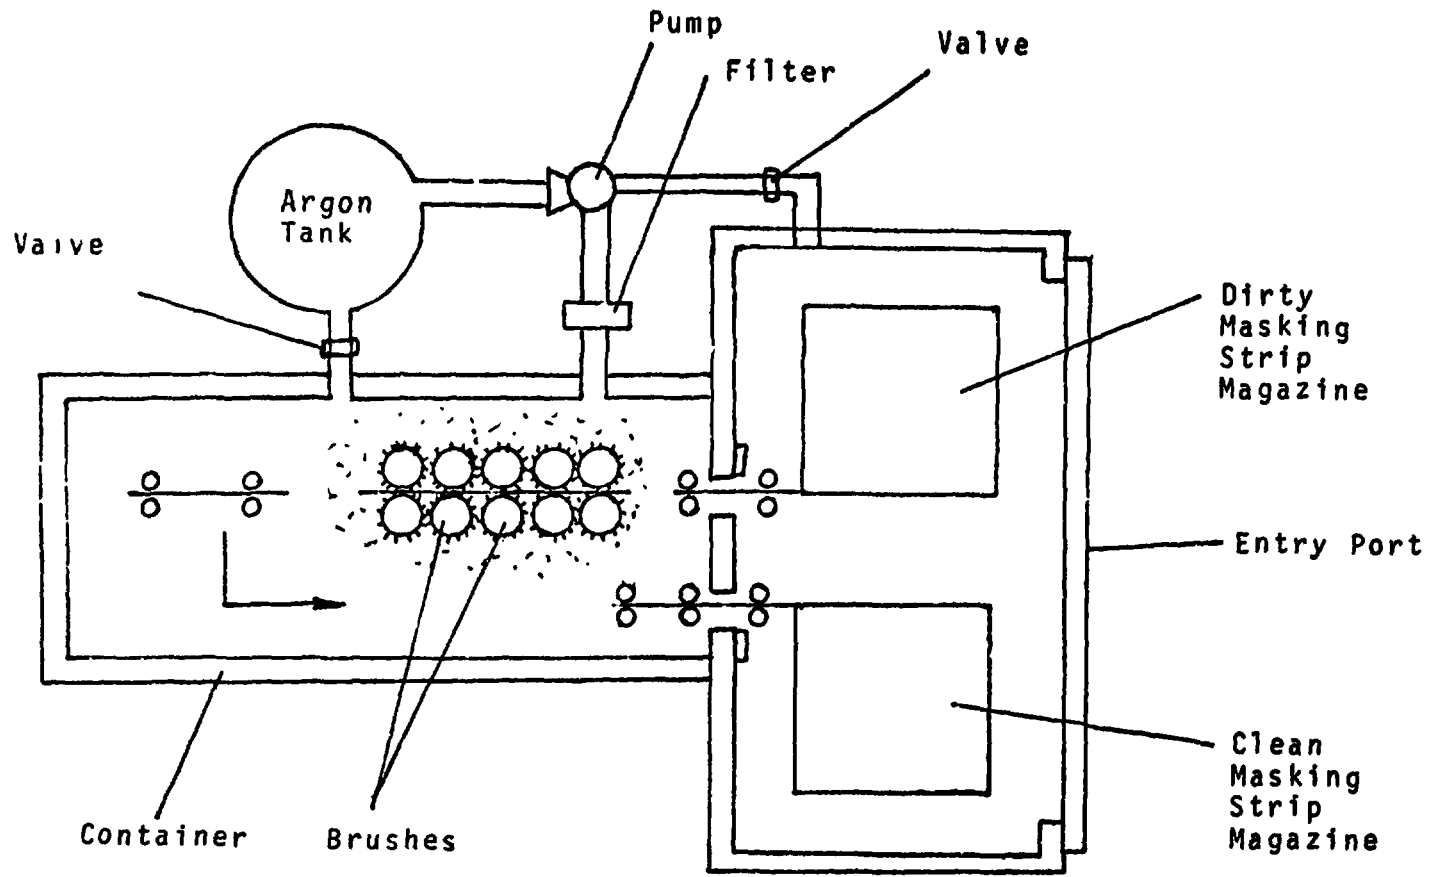 Pump
Valve
Filter
Argon
Tank
Valve
Dirty
Masking
Strip
Magazine
Entry Port
Clean
Masking
Strip
Magazine
Container
Brushes